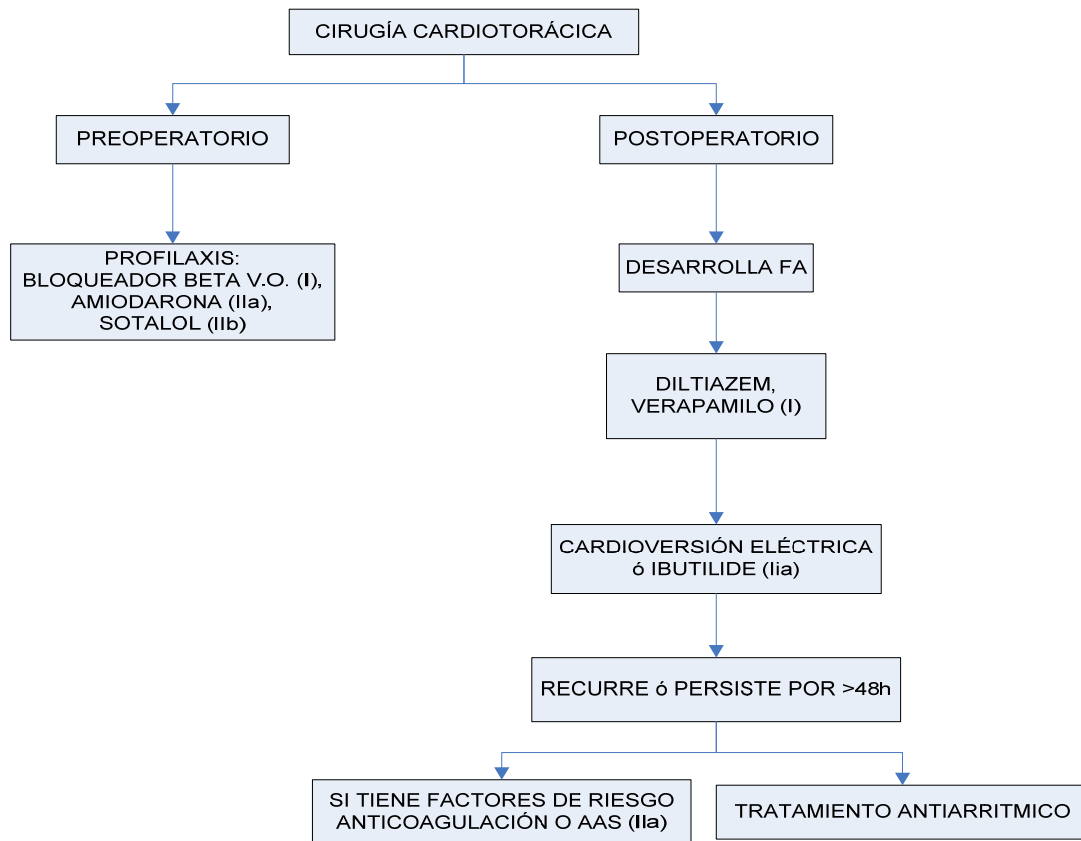 CIRUGÍA CARDIOTORÁCICA
PREOPERATORIO
POSTOPERATORIO
PROFILAXIS:
BLOQUEADOR BETA V.O. (I),
AMIODARONA (IIa),
SOTALOL (IIb)
DESARROLLA FA
DILTIAZEM,
VERAPAMILO (I)
CARDIOVERSIÓN ELÉCTRICA
ó IBUTILIDE (Iia)
RECURRE ó PERSISTE POR >48h
SI TIENE FACTORES DE RIESGO
ANTICOAGULACIÓN O AAS (IIa)
TRATAMIENTO ANTIARRITMICO